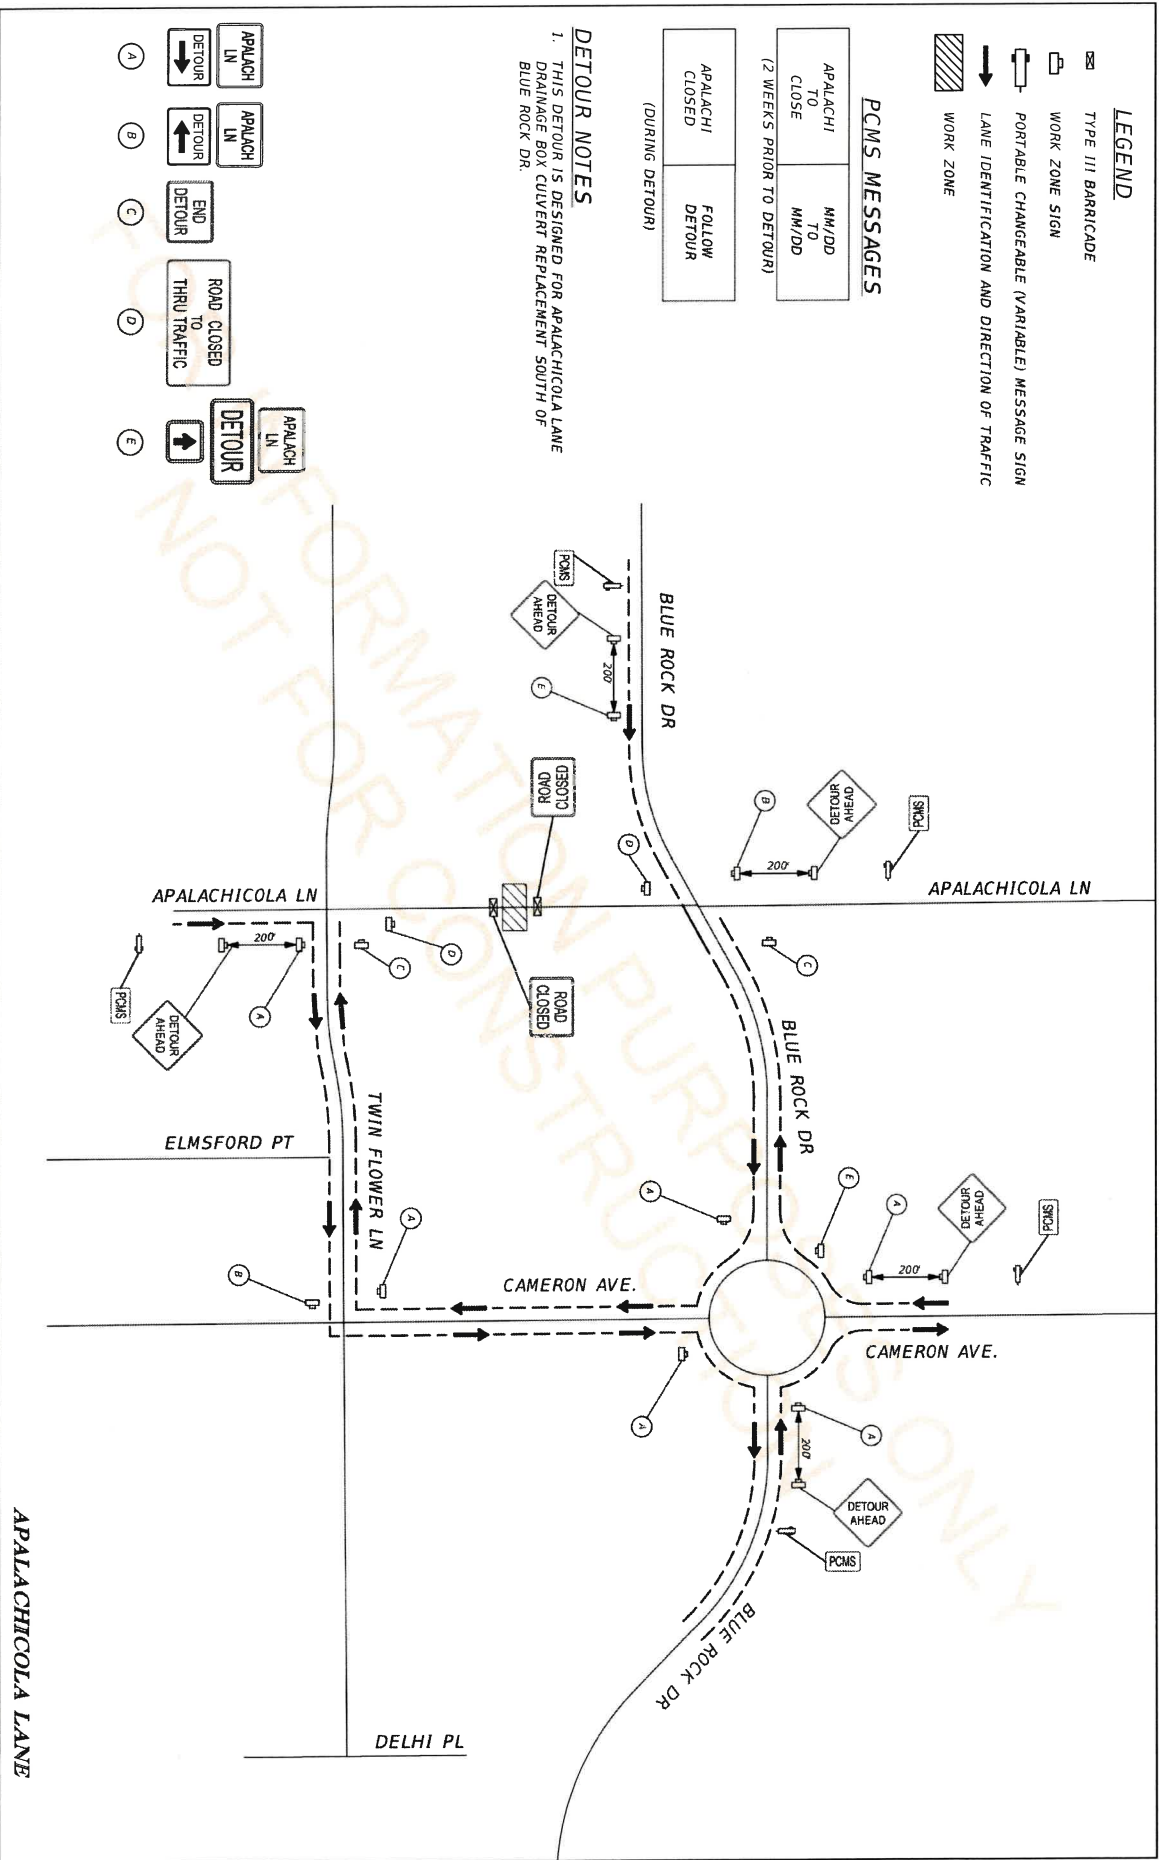 LEGEND
TYPE III BARRICADE
WORK ZONE SIGN
PORTABLE CHANGEABLE (VARIABLE) MESSAGE SIGN
LANE IDENTIFICATION AND DIRECTION OF TRAFFIC
WORK ZONE
PCMS MESSAGES
APALACHI
TO
CLOSE
MM/DD
TO
MM/DD
(2 WEEKS PRIOR TO DETOUR)
APALACHI
CLOSED
FOLLOW
DETOUR
(DURING DETOUR)
DETOUR NOTES
1. THIS DETOUR IS DESIGNED FOR APALACHICOLA LANE
DRAINAGE BOX CULVERT REPLACEMENT SOUTH OF
BLUE ROCK DR.
APALACH
LN
DETOUR
A
APALACH
LN
DETOUR
B
END
DETOUR
C
ROAD CLOSED
TO
THRU TRAFFIC
D
APALACH
LN
DETOUR
E
PCMS
DETOUR
AHEAD
200'
E
BLUE ROCK DR
PCMS
DETOUR
AHEAD
200'
B
APALACHICOLA LN
D
C
ROAD
CLOSED
ROAD
CLOSED
D
C
APALACHICOLA LN
200'
A
DETOUR
AHEAD
PCMS
BLUE ROCK DR
TWIN FLOWER LN
ELMSFORD PT
A
B
A
E
A
200'
DETOUR
AHEAD
PCMS
CAMERON AVE.
CAMERON AVE.
A
A
200'
DETOUR
AHEAD
PCMS
BLUE ROCK DR
DELHI PL
APALACHICOLA LANE
FOR INFORMATION PURPOSES ONLY
NOT FOR CONSTRUCTION